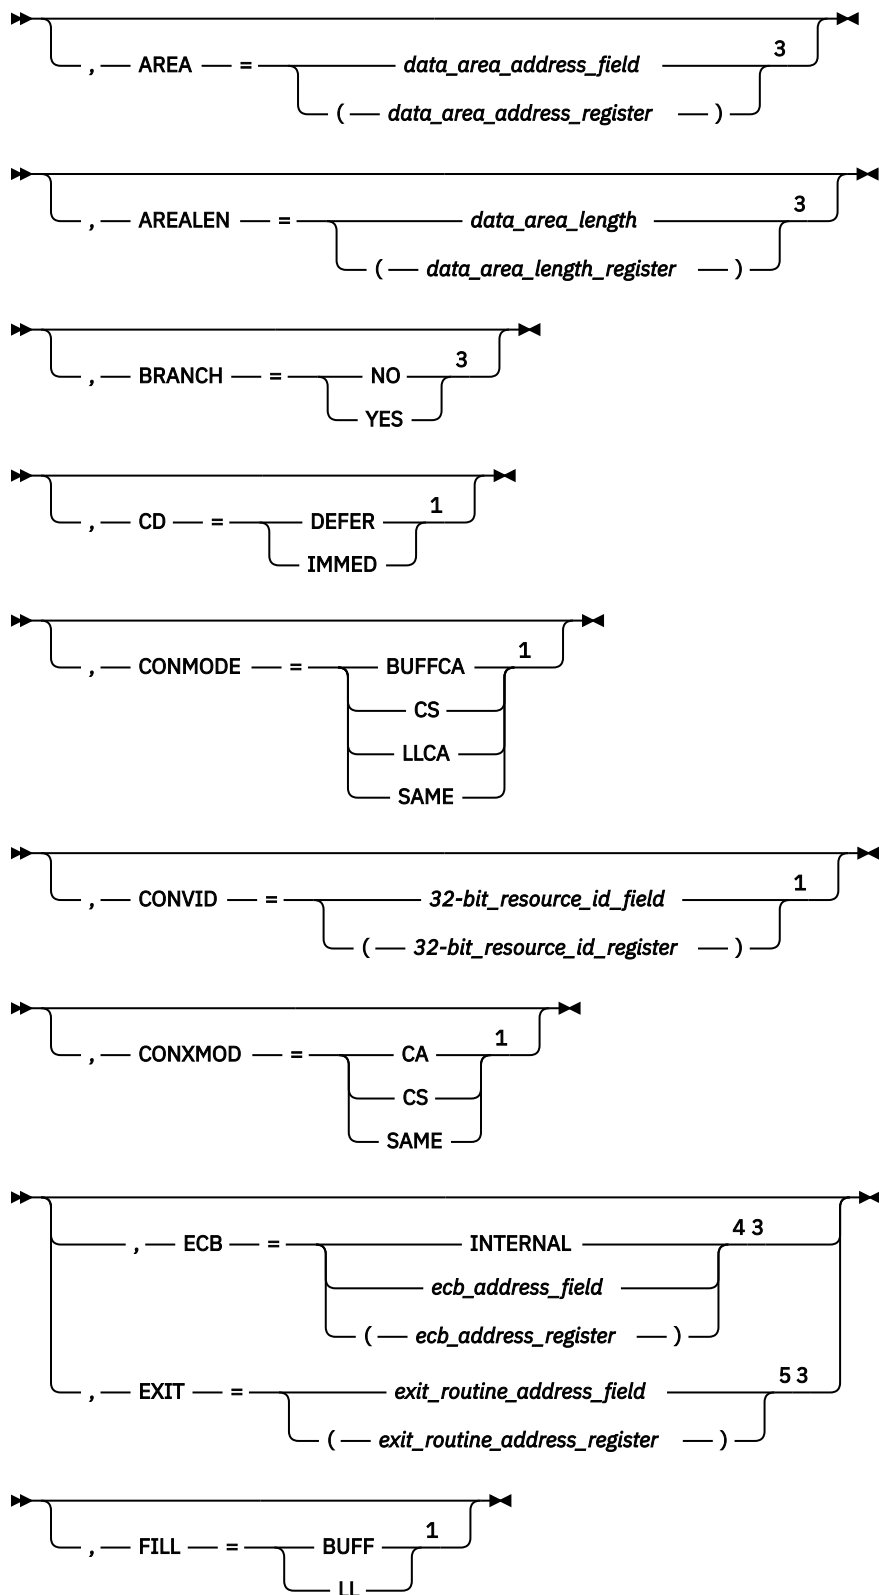 3
, AREA = data_area_address_field
( data_area_address_register )
3
, AREALEN = data_area_length
( data_area_length_register )
3
, BRANCH = NO
YES
1
, CD = DEFER
IMMED
1
, CONMODE = BUFFCA
CS
LLCA
SAME
1
, CONVID = 32-bit_resource_id_field
( 32-bit_resource_id_register )
1
, CONXMOD = CA
CS
SAME
4 3
, ECB = INTERNAL
ecb_address_field
( ecb_address_register )
5 3
, EXIT = exit_routine_address_field
( exit_routine_address_register )
1
, FILL = BUFF
LL